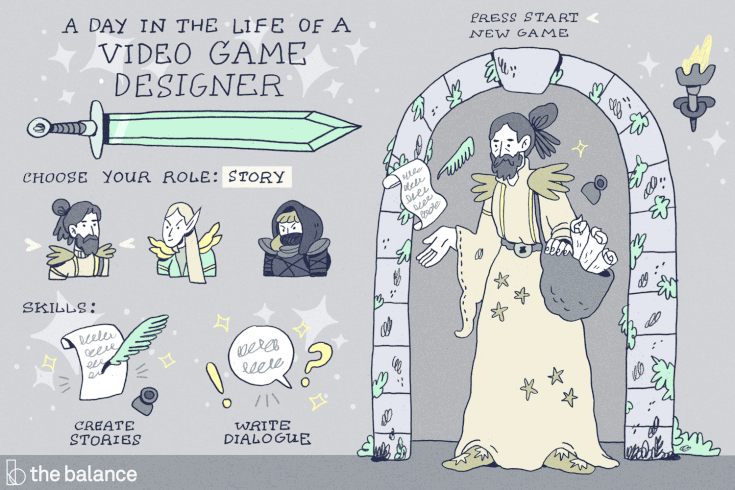 A DAY IN THE LIFE OF A
VIDEO GAME
DESIGNER
CHOOSE YOUR ROLE: STORY
SKILLS:
CREATE
STORIES
WRITE
DIALOGUE
PRESS START <
NEW GAME
the balance